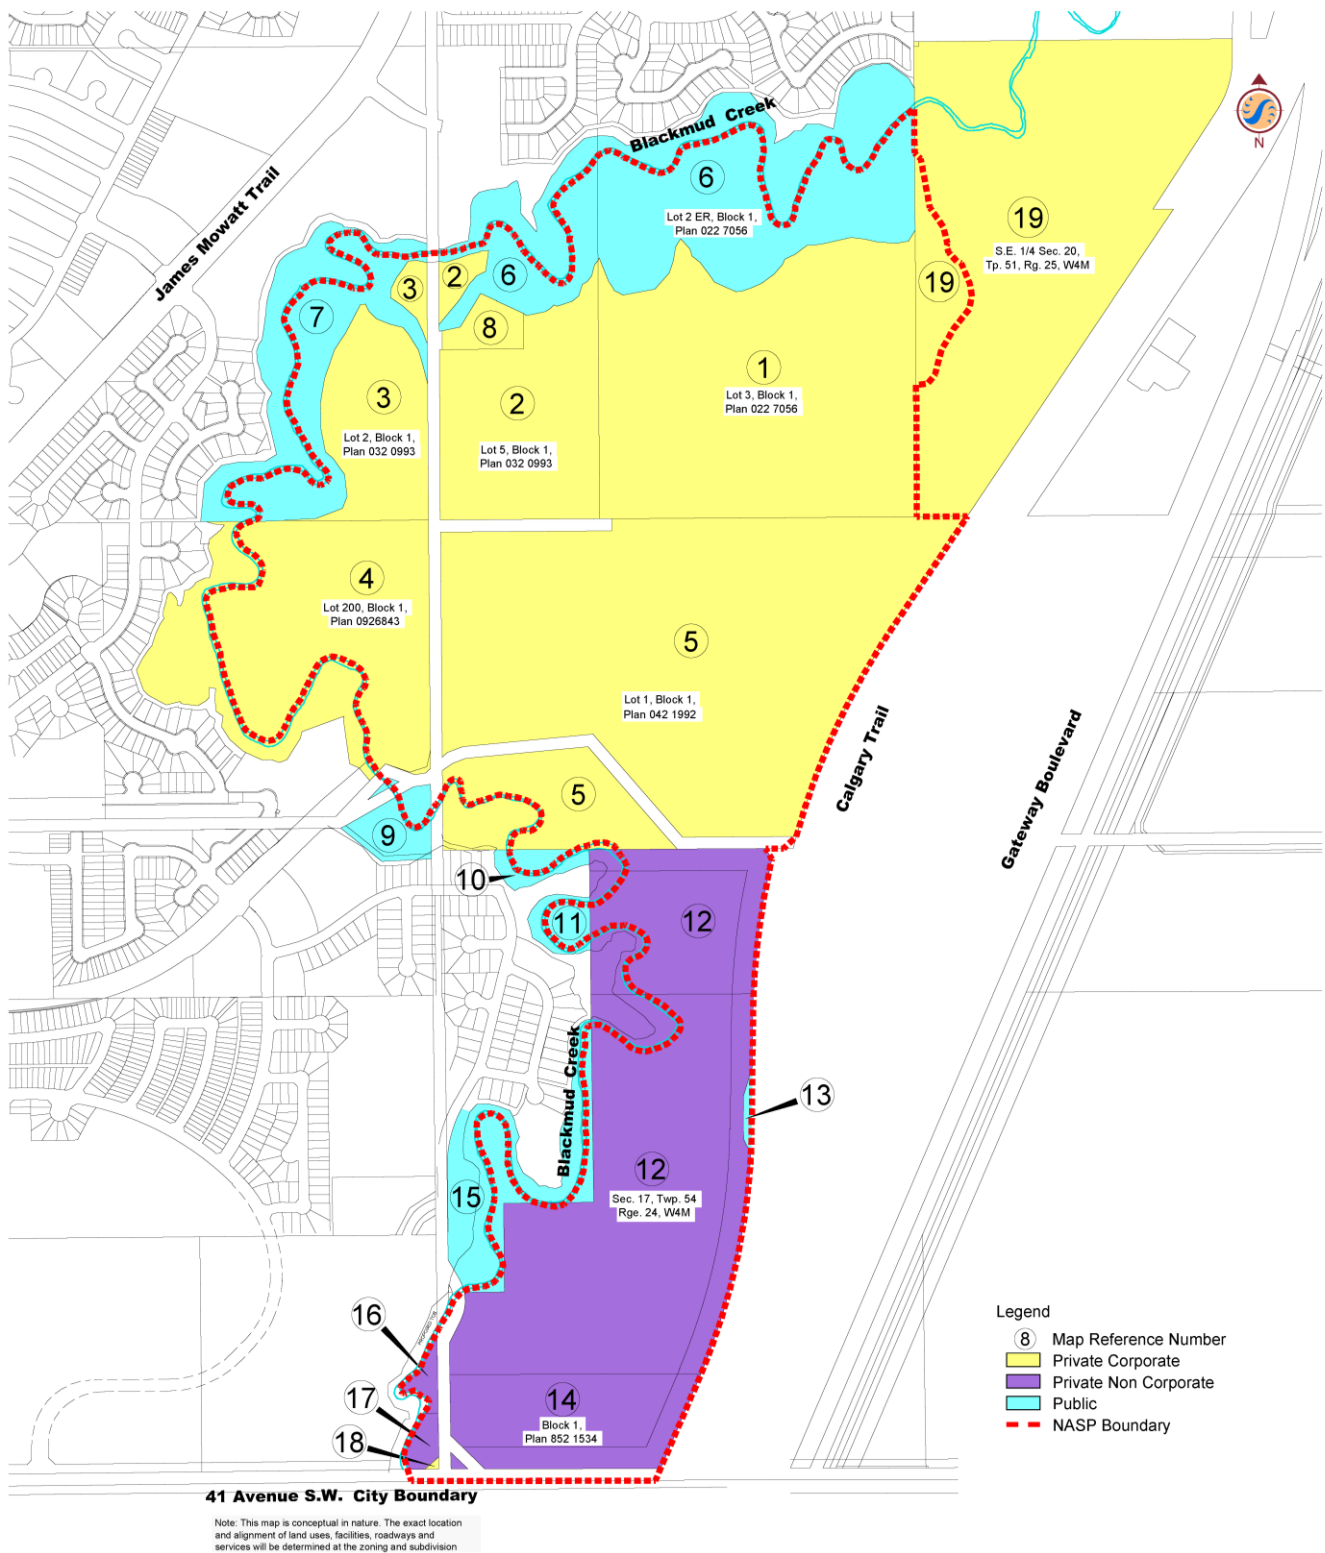 Blackmud Creek
James Mowatt Trail
N
6
Lot 2 ER, Block 1,
Plan 022 7056
19
S.E. 1/4 Sec. 20,
Tp. 51, Rg. 25, W4M
19
6
2
3
7
8
1
Lot 3, Block 1,
Plan 022 7056
3
Lot 2, Block 1,
Plan 032 0993
2
Lot 5, Block 1,
Plan 032 0993
4
Lot 200, Block 1,
Plan 0926843
5
Lot 1, Block 1,
Plan 042 1992
Calgary Trail
Gateway Boulevard
5
9
10
11
12
Blackmud Creek
13
12
Sec. 17, Twp. 54
Rge. 24, W4M
15
16
17
18
14
Block 1,
Plan 852 1534
Legend
8 Map Reference Number
Private Corporate
Private Non Corporate
Public
NASP Boundary
41 Avenue S.W. City Boundary
Note: This map is conceptual in nature. The exact location
and alignment of land uses, facilities, roadways and
services will be determined at the zoning and subdivision